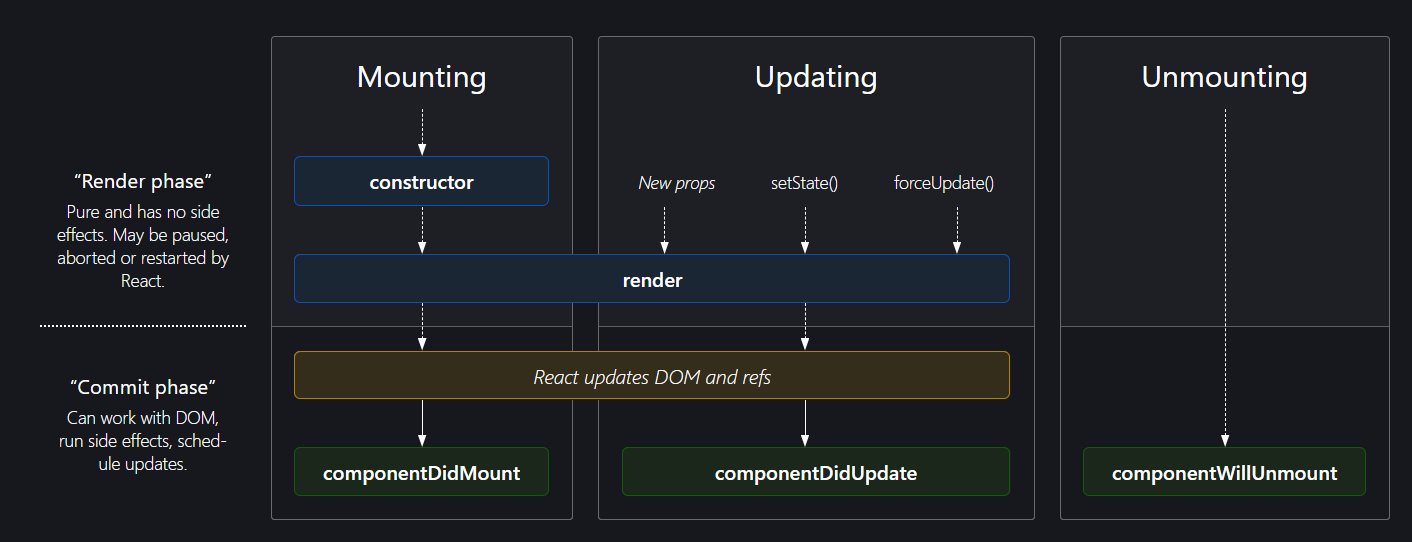 Mounting
Updating
Unmounting
“Render phase”
Pure and has no side
effects. May be paused,
aborted or restarted by
React.
constructor
New props
setState()
forceUpdate()
render
“Commit phase”
Can work with DOM,
run side effects, sched-
ule updates.
React updates DOM and refs
componentDidMount
componentDidUpdate
componentWillUnmount